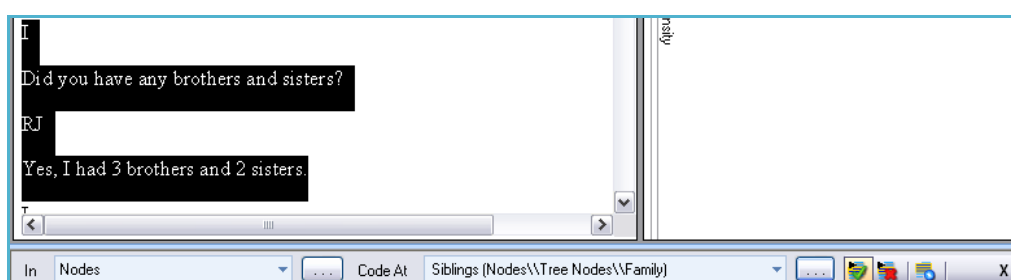 I
Did you have any brothers and sisters?
RJ
Yes, I had 3 brothers and 2 sisters.
nsity
In Nodes ... Code At Siblings (Nodes\\Tree Nodes\\Family) ... X